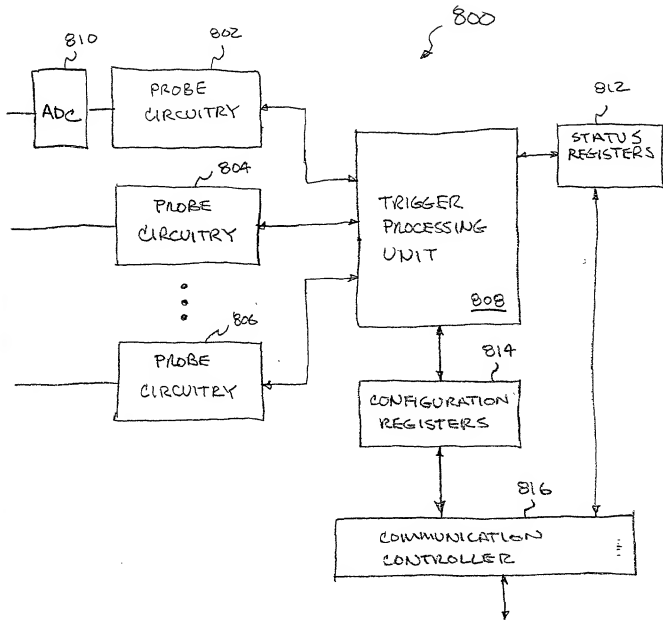 800
810
ADC
802
PROBE
CIRCUITRY
804
PROBE
CIRCUITRY
806
PROBE
CIRCUITRY
TRIGGER
PROCESSING
UNIT
808
812
STATUS
REGISTERS
814
CONFIGURATION
REGISTERS
816
COMMUNICATION
CONTROLLER